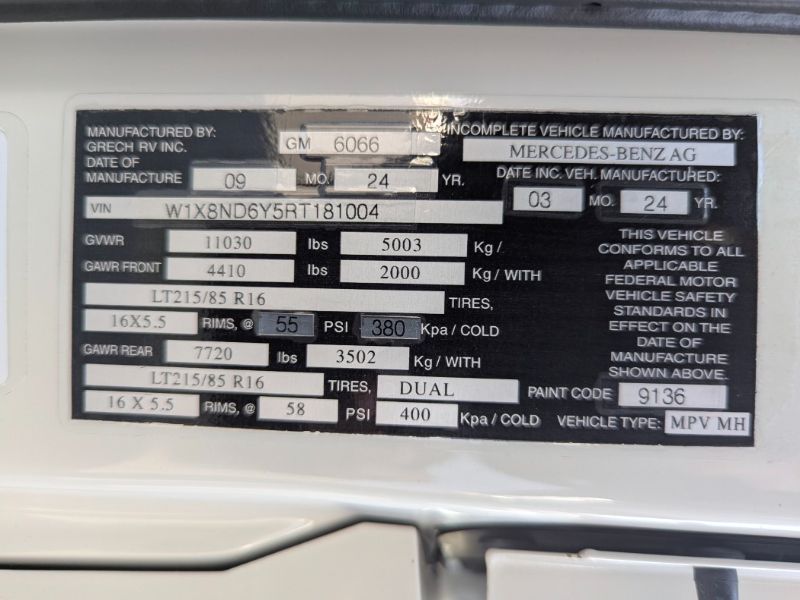 MANUFACTURED BY:
GRECH RV INC.
GM 6066
INCOMPLETE VEHICLE MANUFACTURED BY:
MERCEDES-BENZ AG
DATE OF
MANUFACTURE 09 MO. 24 YR.
DATE INC. VEH. MANUFACTURED:
03 MO. 24 YR.
VIN W1X8ND6Y5RT181004
GVWR 11030 lbs 5003 Kg /
GAWR FRONT 4410 lbs 2000 Kg / WITH
LT215/85 R16 TIRES,
16X5.5 RIMS, @ 55 PSI 380 Kpa / COLD
GAWR REAR 7720 lbs 3502 Kg / WITH
LT215/85 R16 TIRES, DUAL
16 X 5.5 RIMS, @ 58 PSI 400 Kpa / COLD
THIS VEHICLE
CONFORMS TO ALL
APPLICABLE
FEDERAL MOTOR
VEHICLE SAFETY
STANDARDS IN
EFFECT ON THE
DATE OF
MANUFACTURE
SHOWN ABOVE.
PAINT CODE 9136
VEHICLE TYPE: MPV MH